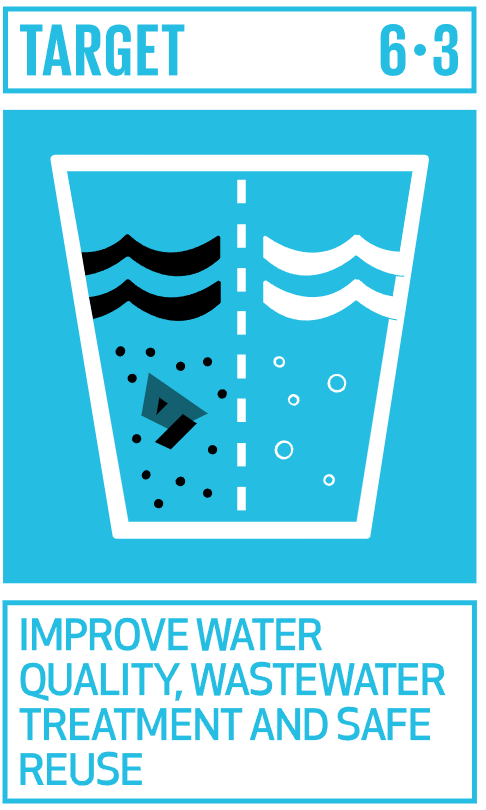 TARGET 6·3
IMPROVE WATER
QUALITY, WASTEWATER
TREATMENT AND SAFE
REUSE